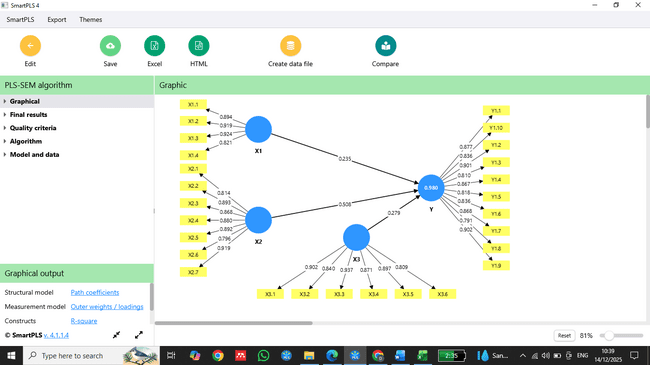 SmartPLS 4
SmartPLS Export Themes
Edit Save Excel HTML Create data file Compare
PLS-SEM algorithm
Graphical
Final results
Quality criteria
Algorithm
Model and data
Graphical output
Structural model Path coefficients
Measurement model Outer weights / loadings
Constructs R-square
© SmartPLS v. 4.1.1.4
Graphic
X1.1
X1.2
X1.3
X1.4
0.894
0.919
0.924
0.821
X1
X2.1
X2.2
X2.3
X2.4
X2.5
X2.6
X2.7
0.814
0.893
0.868
0.880
0.892
0.796
0.919
X2
0.235
0.508
0.279
X3
0.902 0.840 0.937 0.871 0.897 0.809
X3.1 X3.2 X3.3 X3.4 X3.5 X3.6
0.980
Y
0.877
0.836
0.901
0.810
0.867
0.818
0.836
0.868
0.791
0.902
Y1.1
Y1.10
Y1.2
Y1.3
Y1.4
Y1.5
Y1.6
Y1.7
Y1.8
Y1.9
Reset 81%
Type here to search
2:35
San...
ENG
10:39
14/12/2025